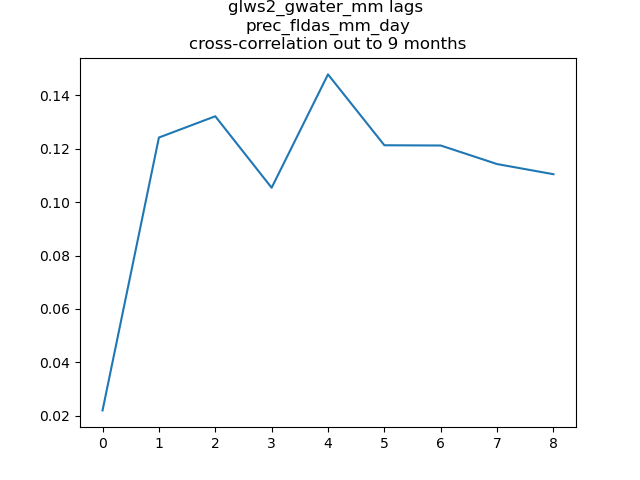 glws2_gwater_mm lags
prec_fldas_mm_day
cross-correlation out to 9 months
0.14
0.12
0.10
0.08
0.06
0.04
0.02
0 1 2 3 4 5 6 7 8